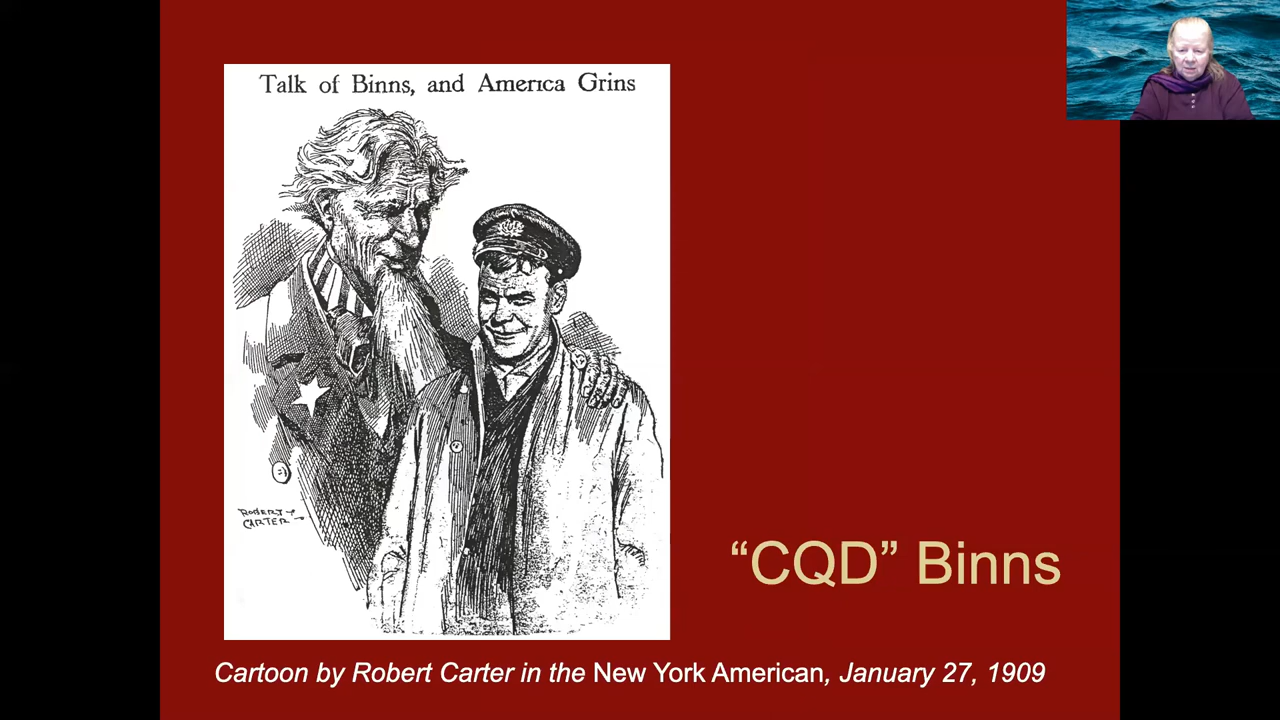 Talk of Binns, and America Grins
ROBERT
CARTER
“CQD” Binns
Cartoon by Robert Carter in the New York American, January 27, 1909